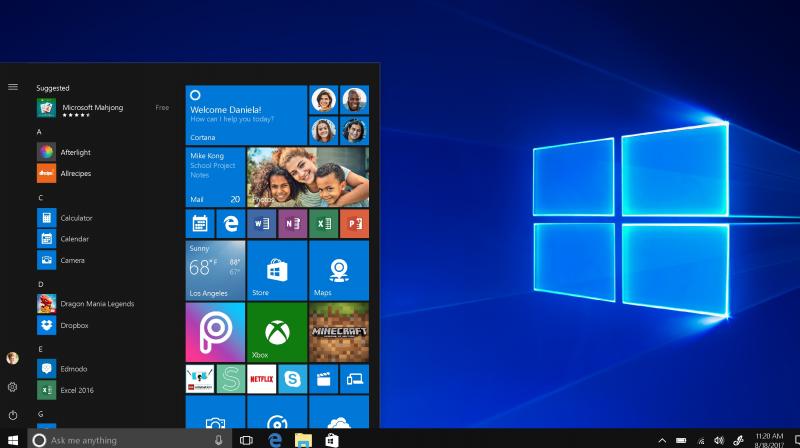 Suggested
Microsoft Mahjong Free
A
Afterlight
Allrecipes
C
Calculator
Calendar
Camera
D
Dragon Mania Legends
Dropbox
E
Edmodo
Excel 2016
G
Welcome Daniela!
How can I help you today?
Cortana
Mike Kong
School Project
Notes
Mail 20
Photos
Sunny
68°F 88°
67°
Los Angeles
Store
Maps
Xbox
MINECRAFT
NETFLIX
Ask me anything
11:20 AM
8/18/2017